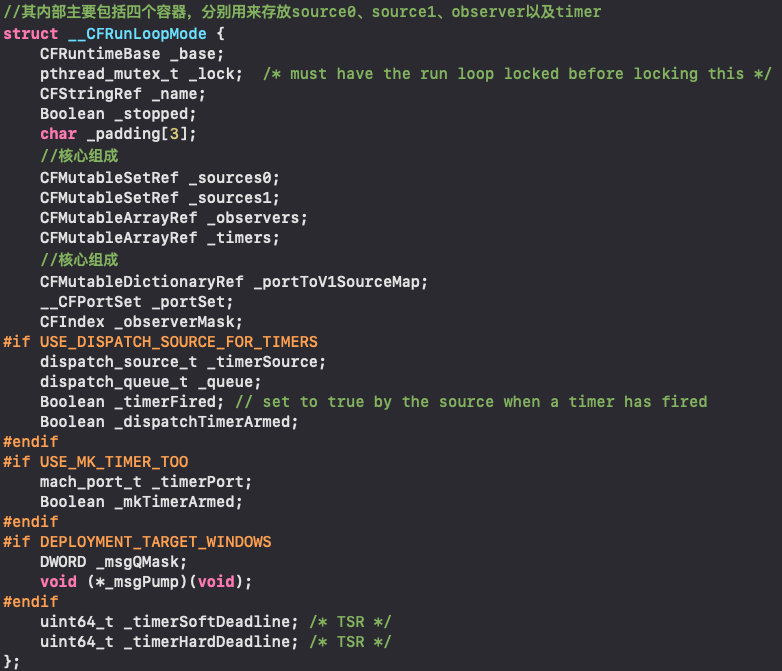 //其内部主要包括四个容器，分别用来存放source0、source1、observer以及timer
struct __CFRunLoopMode {
    CFRuntimeBase _base;
    pthread_mutex_t _lock;  /* must have the run loop locked before locking this */
    CFStringRef _name;
    Boolean _stopped;
    char _padding[3];
    //核心组成
    CFMutableSetRef _sources0;
    CFMutableSetRef _sources1;
    CFMutableArrayRef _observers;
    CFMutableArrayRef _timers;
    //核心组成
    CFMutableDictionaryRef _portToV1SourceMap;
    __CFPortSet _portSet;
    CFIndex _observerMask;
#if USE_DISPATCH_SOURCE_FOR_TIMERS
    dispatch_source_t _timerSource;
    dispatch_queue_t _queue;
    Boolean _timerFired; // set to true by the source when a timer has fired
    Boolean _dispatchTimerArmed;
#endif
#if USE_MK_TIMER_TOO
    mach_port_t _timerPort;
    Boolean _mkTimerArmed;
#endif
#if DEPLOYMENT_TARGET_WINDOWS
    DWORD _msgQMask;
    void (*_msgPump)(void);
#endif
    uint64_t _timerSoftDeadline; /* TSR */
    uint64_t _timerHardDeadline; /* TSR */
};